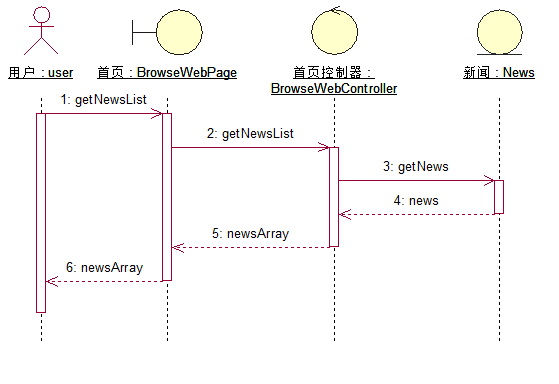 用户 : user
首页 : BrowseWebPage
首页控制器 :
BrowseWebController
新闻 : News
1: getNewsList
2: getNewsList
3: getNews
4: news
5: newsArray
6: newsArray